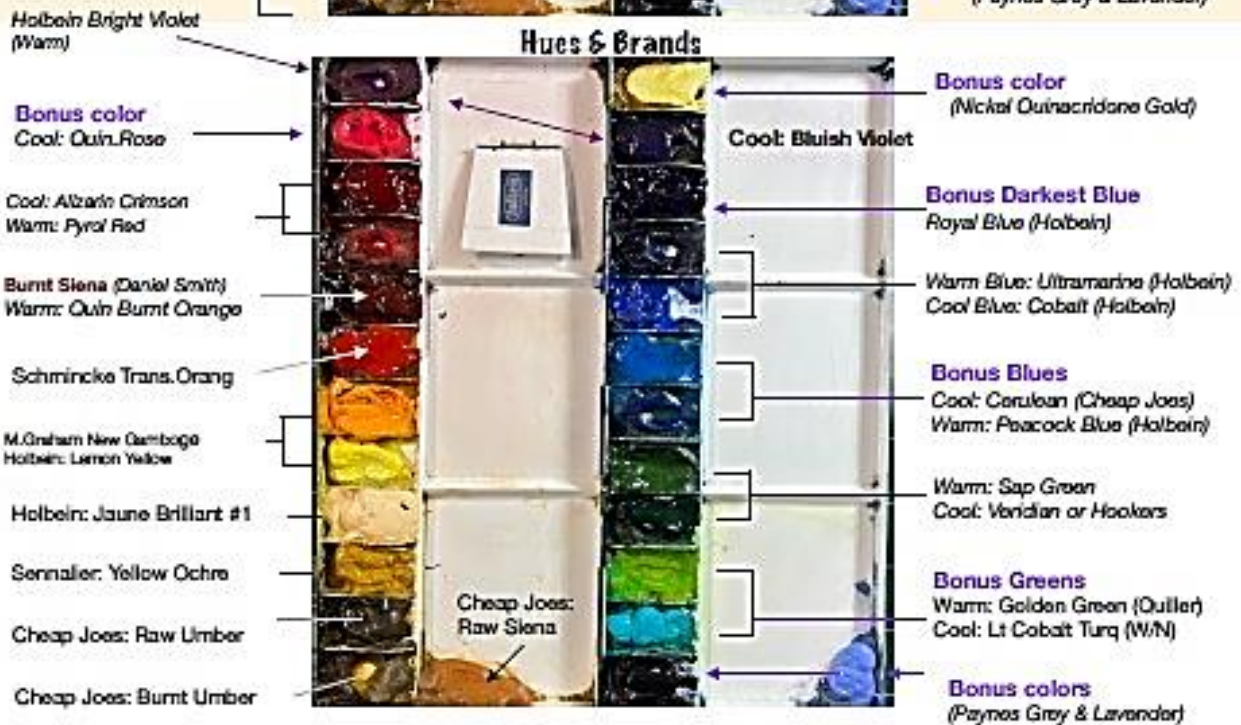 (Paynes Grey & Lavender)
Holbein Bright Violet
(Warm)
Hues & Brands
Bonus color
Cool: Quin.Rose
Cool: Alizarin Crimson
Warm: Pyrol Red
Burnt Siena (Daniel Smith)
Warm: Quin Burnt Orange
Schmincke Trans.Orang
M.Graham New Gamboge
Holbein: Lemon Yellow
Holbein: Jaune Brilliant #1
Sennalier: Yellow Ochre
Cheap Joes: Raw Umber
Cheap Joes: Burnt Umber
Cheap Joes:
Raw Siena
Bonus color
(Nickel Quinacridone Gold)
Cool: Bluish Violet
Bonus Darkest Blue
Royal Blue (Holbein)
Warm Blue: Ultramarine (Holbein)
Cool Blue: Cobalt (Holbein)
Bonus Blues
Cool: Cerulean (Cheap Joes)
Warm: Peacock Blue (Holbein)
Warm: Sap Green
Cool: Veridian or Hookers
Bonus Greens
Warm: Golden Green (Quiller)
Cool: Lt Cobalt Turq (W/N)
Bonus colors
(Paynes Grey & Lavender)